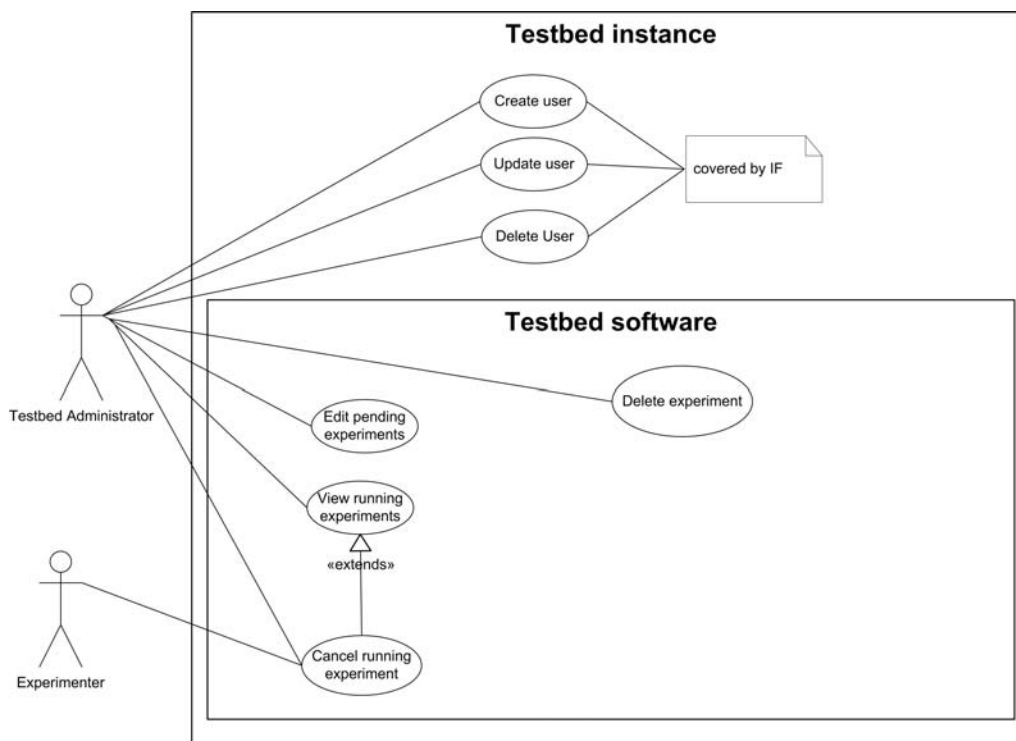 Testbed instance
Create user
Update user
covered by IF
Delete User
Testbed software
Delete experiment
Testbed Administrator
Edit pending
experiments
View running
experiments
«extends»
Experimenter
Cancel running
experiment